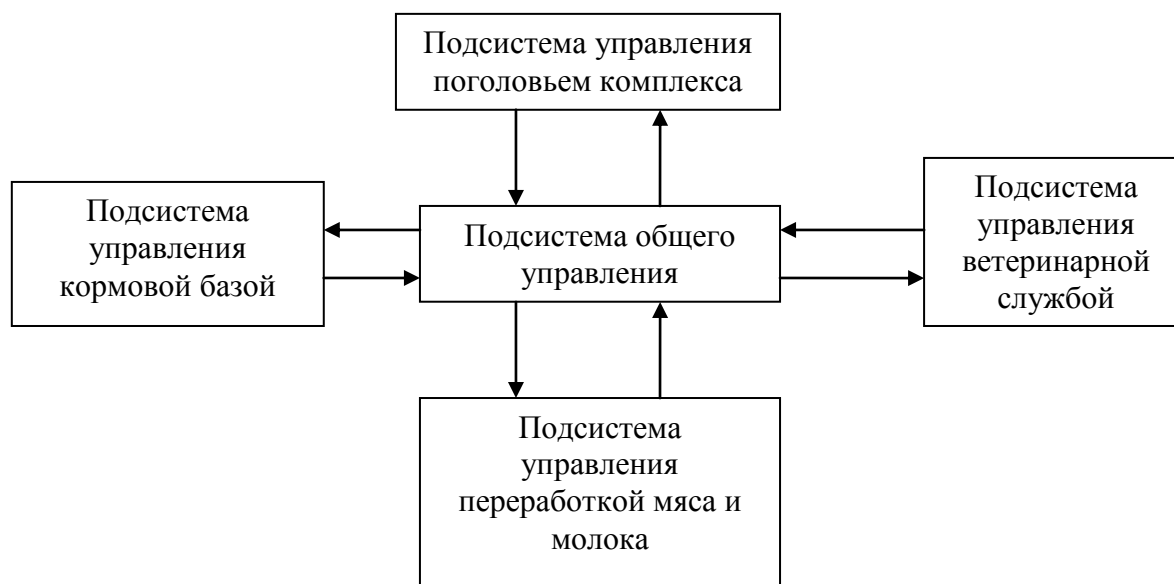 Подсистема управления
поголовьем комплекса
Подсистема
управления
кормовой базой
Подсистема общего
управления
Подсистема
управления
ветеринарной
службой
Подсистема
управления
переработкой мяса и
молока